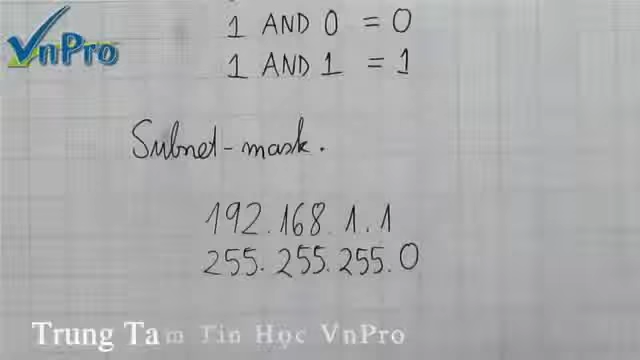 1 AND 0 = 0
VnPro
1 AND 1 = 1
Subnet-mask.
192.168.1.1
255.255.255.0
Trung Tam Tin Học VnPro